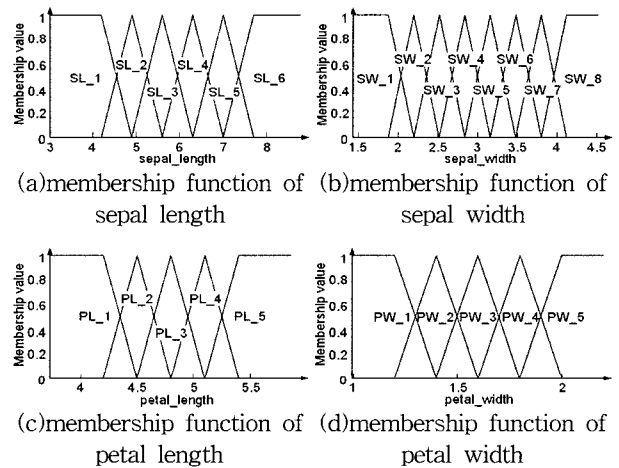 Membership value
1
0.8
0.6
0.4
0.2
0
SL_1
SL_2
SL_3
SL_4
SL_5
SL_6
3 4 5 6 7 8
sepal_length
(a)membership function of
sepal length
Membership value
1
0.8
0.6
0.4
0.2
0
SW_1
SW_2
SW_3
SW_4
SW_5
SW_6
SW_7
SW_8
1.5 2 2.5 3 3.5 4 4.5
sepal_width
(b)membership function of
sepal width
Membership value
1
0.8
0.6
0.4
0.2
0
PL_1
PL_2
PL_3
PL_4
PL_5
4 4.5 5 5.5
petal_length
(c)membership function of
petal length
Membership value
1
0.8
0.6
0.4
0.2
0
PW_1 PW_2 PW_3 PW_4 PW_5
1 1.5 2
petal_width
(d)membership function of
petal width